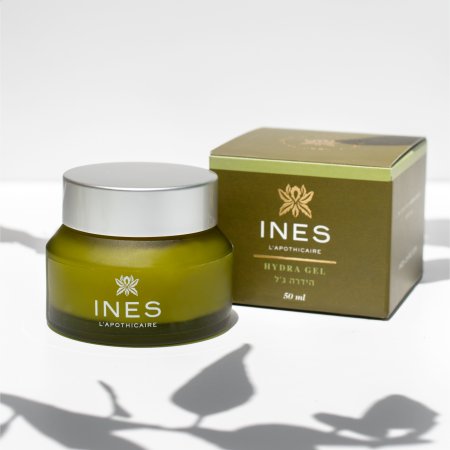 INES
L'APOTHICAIRE
INES
L'APOTHICAIRE
HYDRA GEL
הידרה ג'ל
50 ml